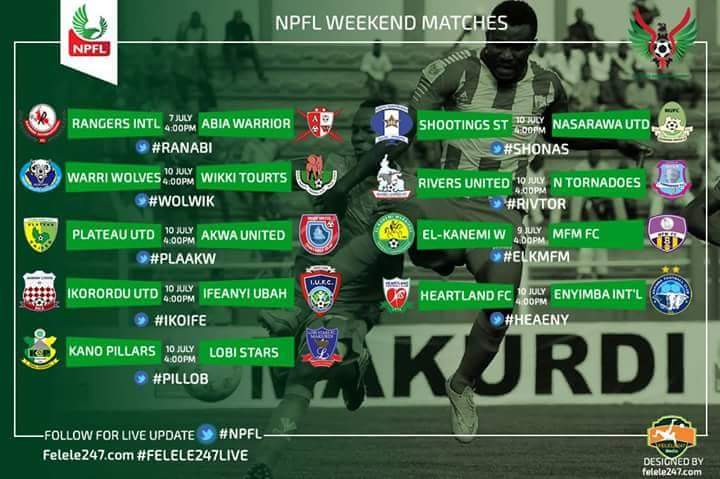 NPFL WEEKEND MATCHES
NPFL
RANGERS INTL 7 JULY 4:00PM ABIA WARRIOR
#RANABI
WARRI WOLVES 10 JULY 4:00PM WIKKI TOURTS
#WOLWIK
PLATEAU UTD 10 JULY 4:00PM AKWA UNITED
#PLAAKW
IKORORDU UTD 10 JULY 4:00PM IFEANYI UBAH
#IKOIFE
KANO PILLARS 10 JULY 4:00PM LOBI STARS
#PILLOB
SHOOTINGS ST 10 JULY 4:00PM NASARAWA UTD
#SHONAS
RIVERS UNITED 10 JULY 4:00PM N TORNADOES
#RIVTOR
EL-KANEMI W 9 JULY 4:00PM MFM FC
#ELKMFM
HEARTLAND FC 10 JULY 4:00PM ENYIMBA INT'L
#HEAENY
MAKURDI
FOLLOW FOR LIVE UPDATE #NPFL
Felele247.com #FELELE247LIVE
DESIGNED BY
felele247.com